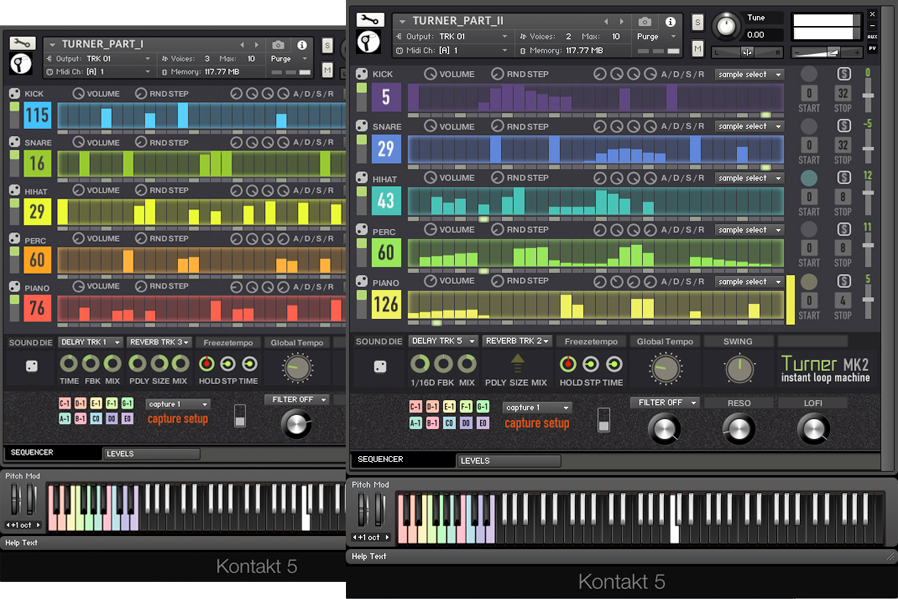 TURNER_PART_I
Output: TRK 01 Voices: 3 Max: 10 Purge
Midi Ch: [A] 1 Memory: 117.77 MB
S
M
KICK VOLUME RND STEP A/D/S/R
115
SNARE VOLUME RND STEP A/D/S/R
16
HIHAT VOLUME RND STEP A/D/S/R
29
PERC VOLUME RND STEP A/D/S/R
60
PIANO VOLUME RND STEP A/D/S/R
76
SOUND DIE DELAY TRK 1 REVERB TRK 3 Freezetempo Global Tempo
TIME FBK MIX PDLY SIZE MIX HOLD STP TIME
C-1 D-1 E-1 F-1 G-1 capture 1 FILTER OFF
A-1 B-1 C0 D0 E0 capture setup
SEQUENCER LEVELS
Pitch Mod
+1 oct
Help Text
Kontakt 5
TURNER_PART_II
Output: TRK 01 Voices: 2 Max: 10 Purge
Midi Ch: [A] 1 Memory: 117.77 MB
S
M
Tune
0.00
L R
AUX
PV
KICK VOLUME RND STEP A/D/S/R sample select S 0
5 0 32
START STOP
SNARE VOLUME RND STEP A/D/S/R sample select S -5
29 0 32
START STOP
HIHAT VOLUME RND STEP A/D/S/R sample select S 12
43 0 8
START STOP
PERC VOLUME RND STEP A/D/S/R sample select S 11
60 0 8
START STOP
PIANO VOLUME RND STEP A/D/S/R sample select S 5
126 0 4
START STOP
SOUND DIE DELAY TRK 5 REVERB TRK 2 Freezetempo Global Tempo SWING
1/16D FBK MIX PDLY SIZE MIX HOLD STP TIME
Turner MK2
instant loop machine
C-1 D-1 E-1 F-1 G-1 capture 1 FILTER OFF RESO LOFI
A-1 B-1 C0 D0 E0 capture setup
SEQUENCER LEVELS
Pitch Mod
+1 oct
Help Text
Kontakt 5